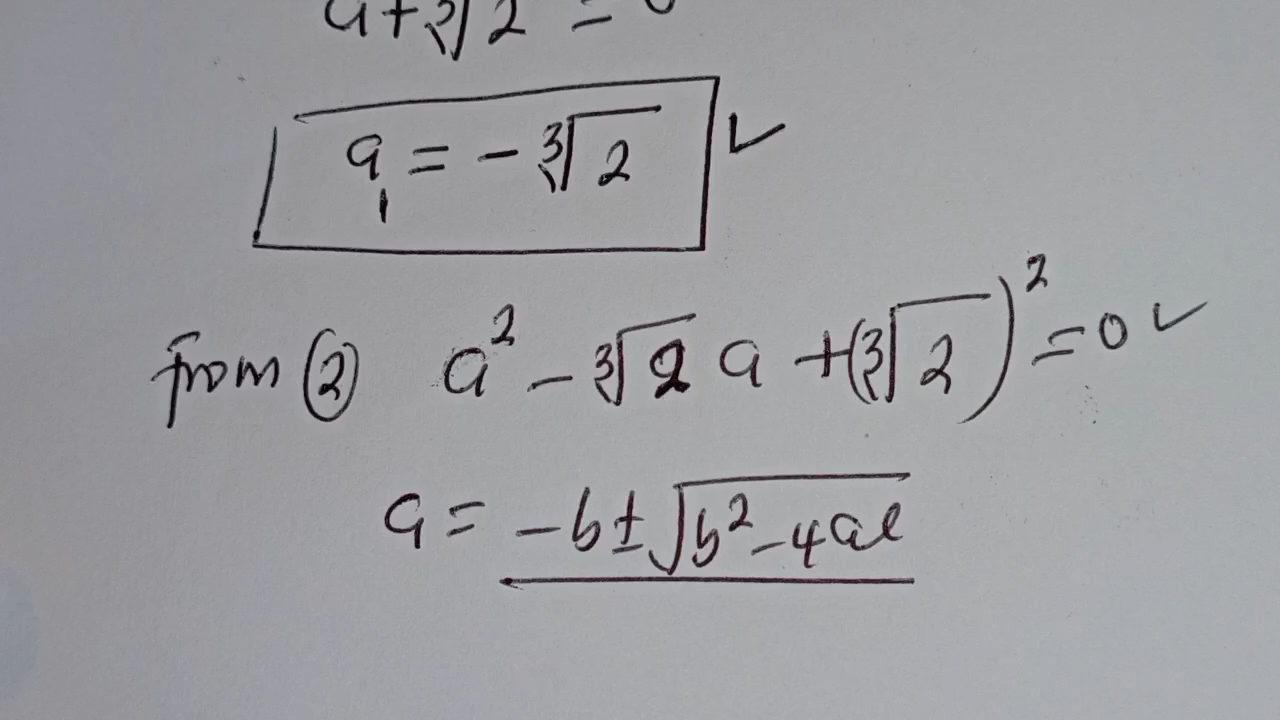 a + ∛2 = 0
a₁ = - ∛2 ✓
from ② a² - ∛2 a + (∛2)² = 0 ✓
a = -b ± √(b² - 4ac)